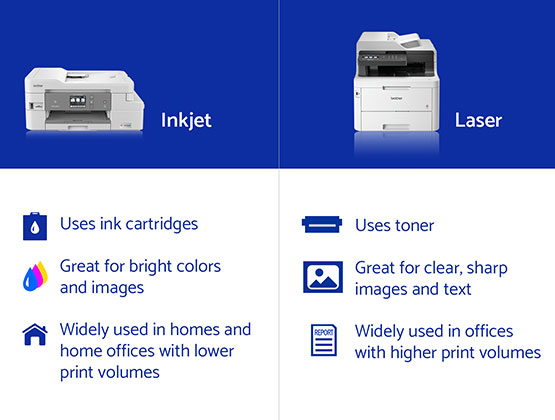 Inkjet
Uses ink cartridges
Great for bright colors
and images
Widely used in homes and
home offices with lower
print volumes
brother
Laser
Uses toner
Great for clear, sharp
images and text
REPORT
Widely used in offices
with higher print volumes